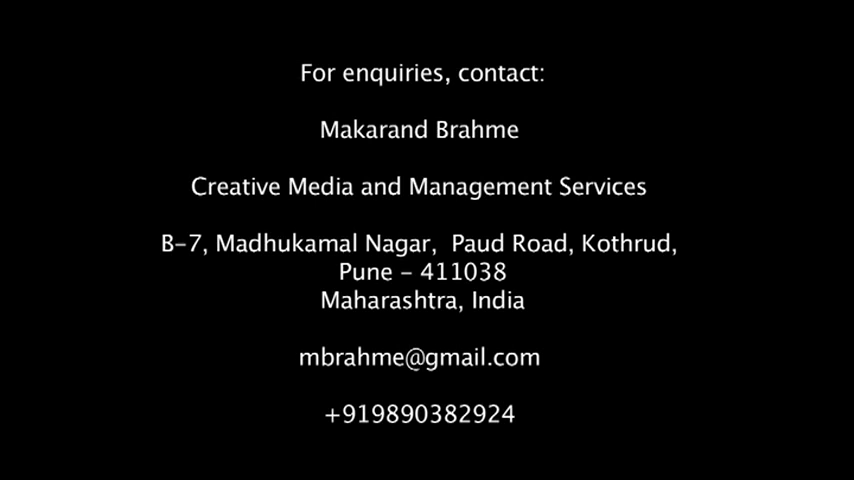 For enquiries, contact:
Makarand Brahme
Creative Media and Management Services
B-7, Madhukamal Nagar, Paud Road, Kothrud,
Pune - 411038
Maharashtra, India
mbrahme@gmail.com
+919890382924